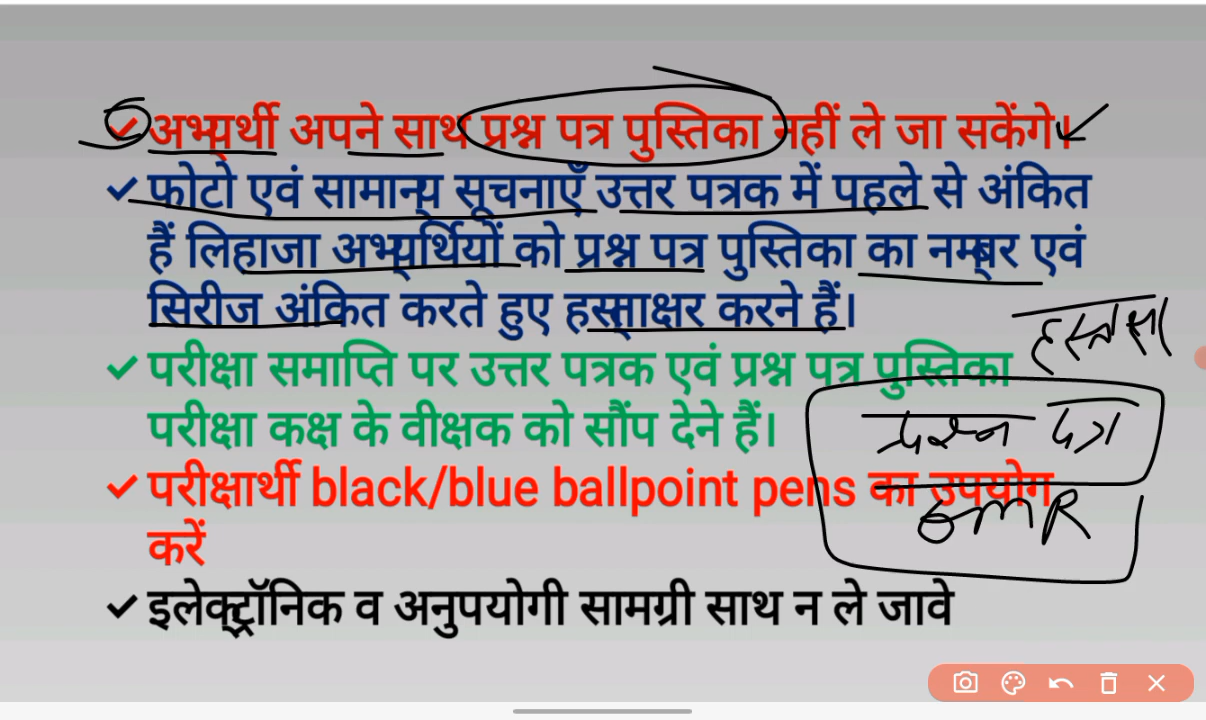 ✓ अभ्यर्थी अपने साथ प्रश्न पत्र पुस्तिका नहीं ले जा सकेंगे।
✓ फोटो एवं सामान्य सूचनाएँ उत्तर पत्रक में पहले से अंकित
हैं लिहाजा अभ्यर्थियों को प्रश्न पत्र पुस्तिका का नम्बर एवं
सिरीज अंकित करते हुए हस्ताक्षर करने हैं।
हस्ताक्षा
✓ परीक्षा समाप्ति पर उत्तर पत्रक एवं प्रश्न पत्र पुस्तिका
परीक्षा कक्ष के वीक्षक को सौंप देने हैं।
प्रश्न पत्र
✓ परीक्षार्थी black/blue ballpoint pens का उपयोग
करें
OMR
✓ इलेक्ट्रॉनिक व अनुपयोगी सामग्री साथ न ले जावे